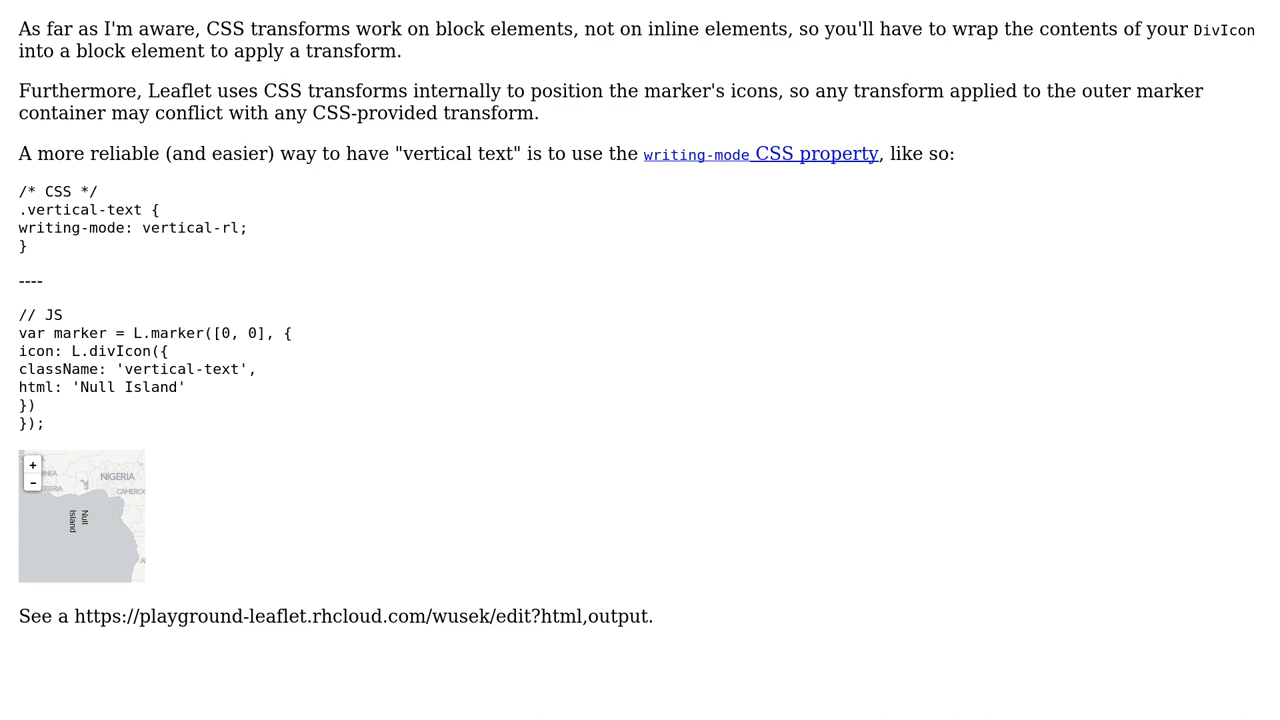 As far as I'm aware, CSS transforms work on block elements, not on inline elements, so you'll have to wrap the contents of your DivIcon
into a block element to apply a transform.
Furthermore, Leaflet uses CSS transforms internally to position the marker's icons, so any transform applied to the outer marker
container may conflict with any CSS-provided transform.
A more reliable (and easier) way to have "vertical text" is to use the writing-mode CSS property, like so:
/* CSS */
.vertical-text {
writing-mode: vertical-rl;
}
----
// JS
var marker = L.marker([0, 0], {
icon: L.divIcon({
className: 'vertical-text',
html: 'Null Island'
})
});
+
-
NIGERIA
Null
Island
See a https://playground-leaflet.rhcloud.com/wusek/edit?html,output.